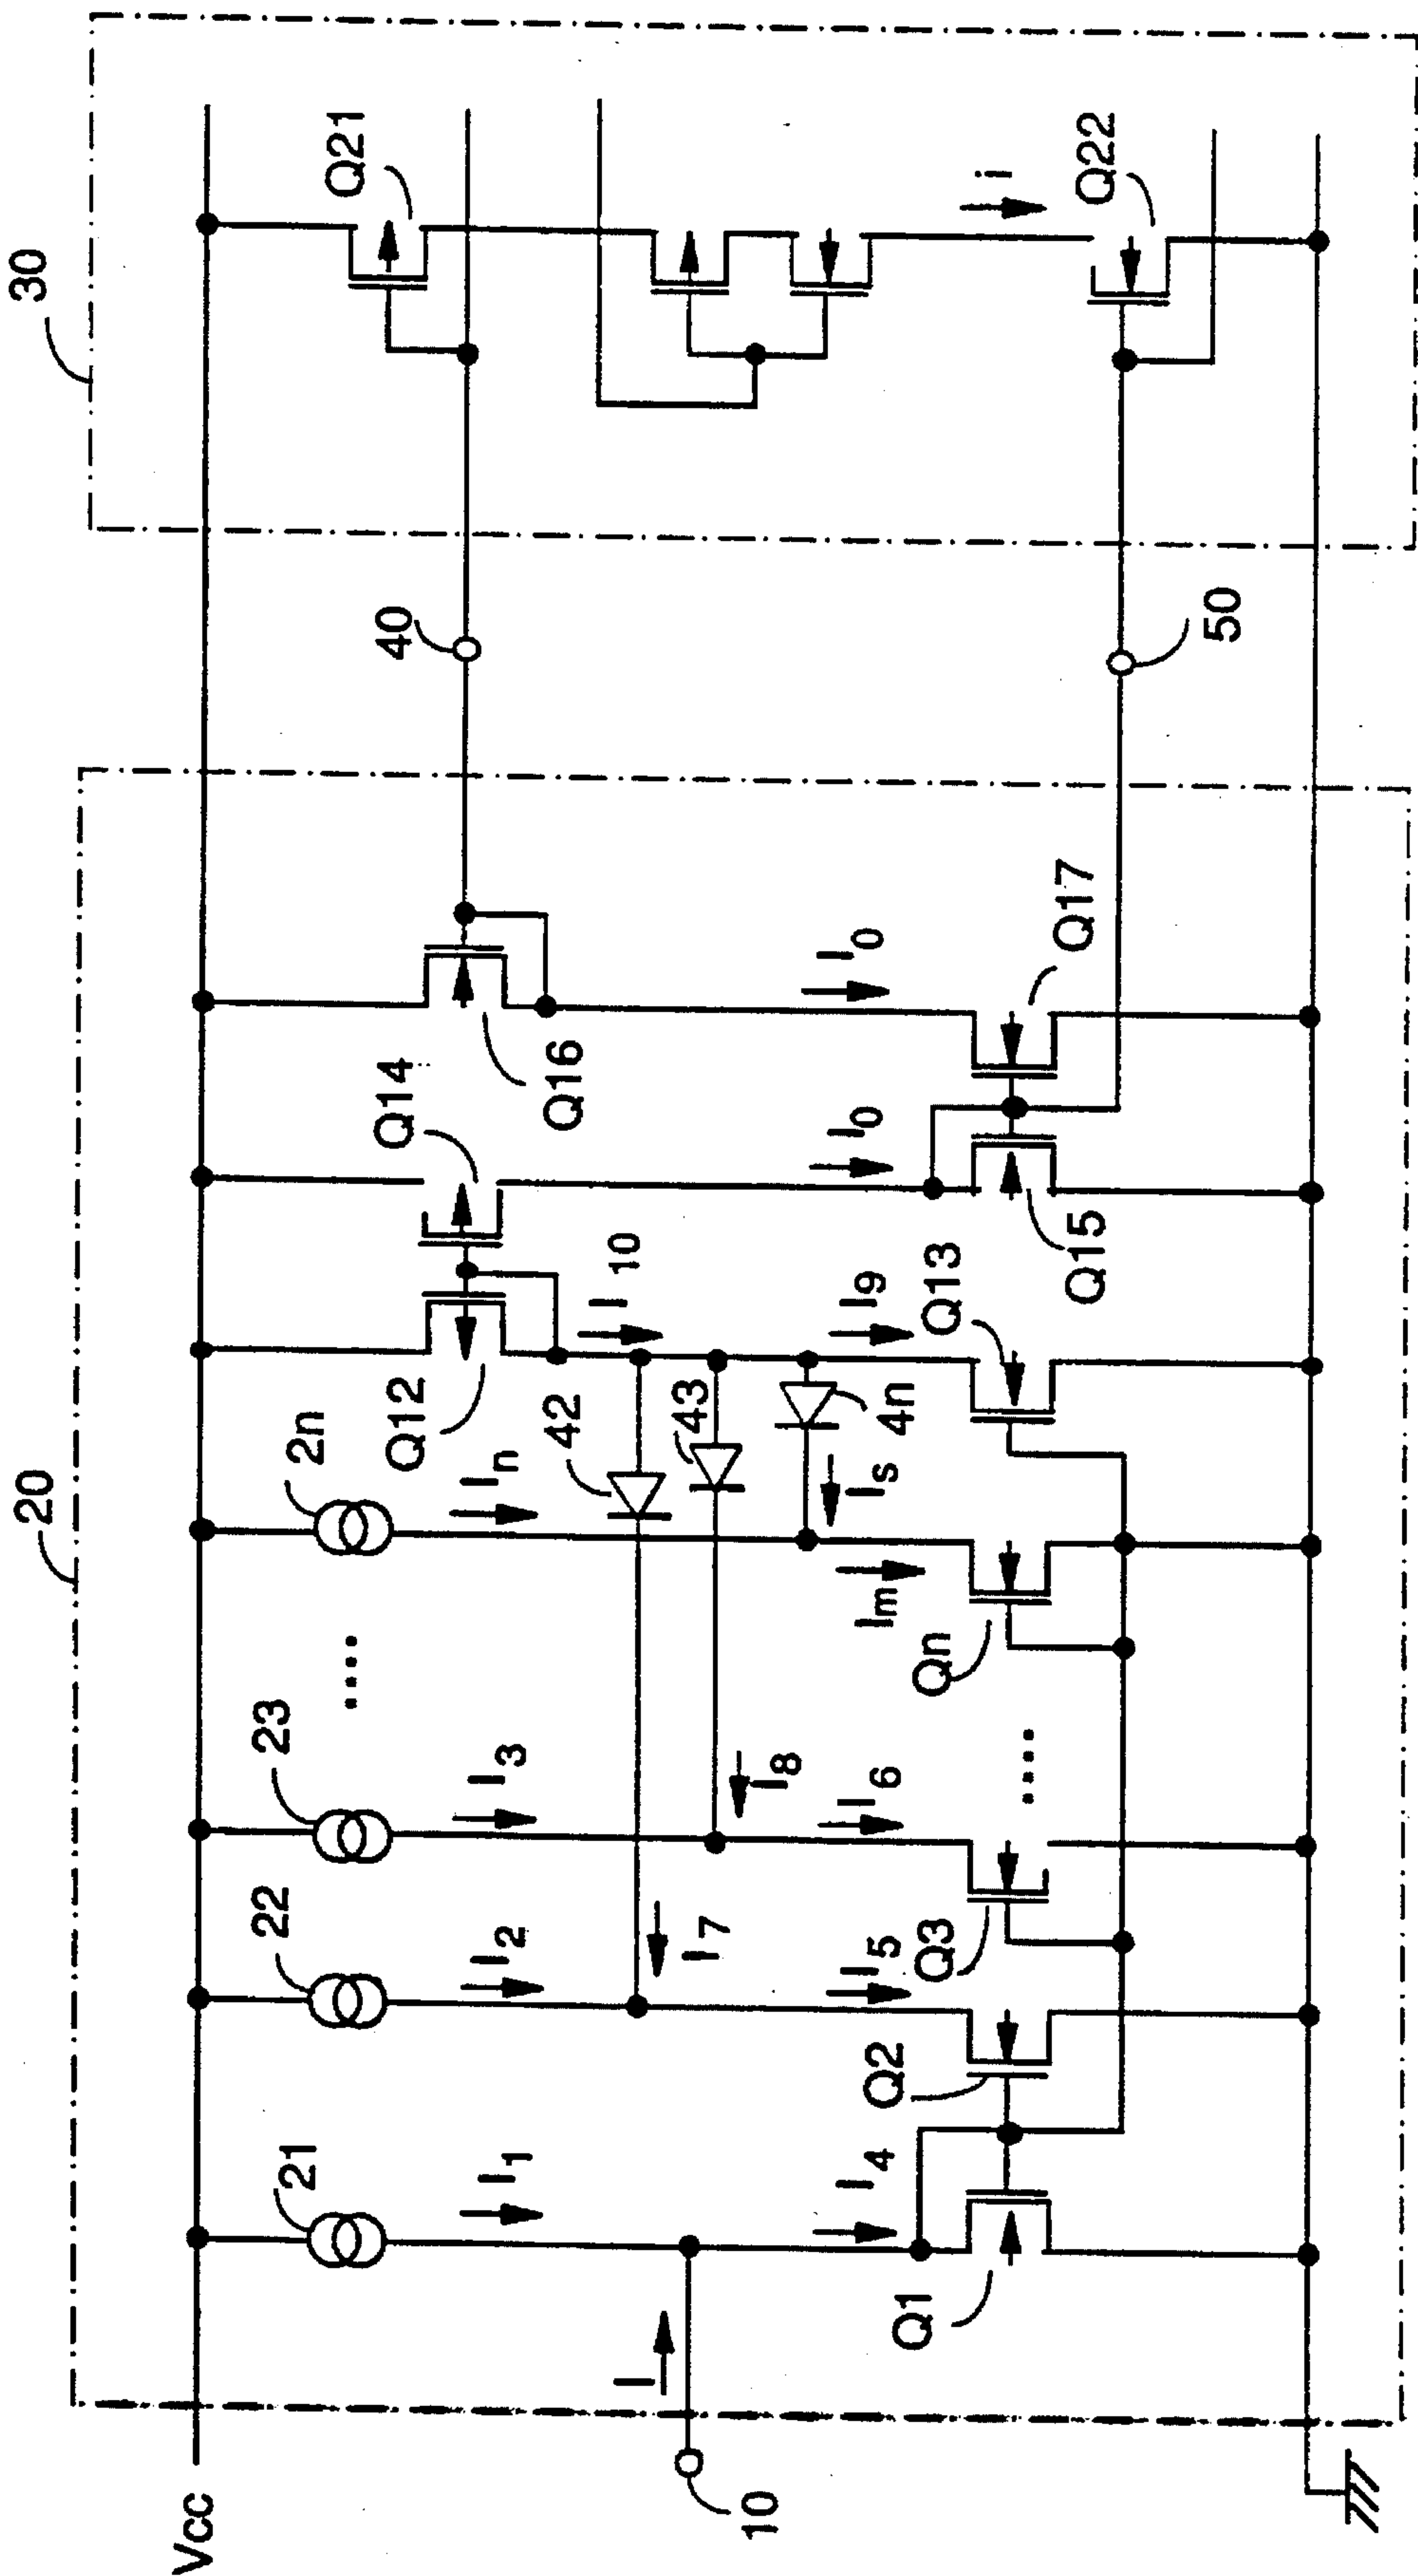 20
30
Vcc
21
22
23
....
2n
Q12
Q14
Q16
40
Q21
I1
I2
I3
In
42
43
4n
I10
I
10
I7
I8
Is
I9
I0
I0
i
I4
I5
I6
Im
Q1
Q2
Q3
....
Qn
Q13
Q15
Q17
50
Q22